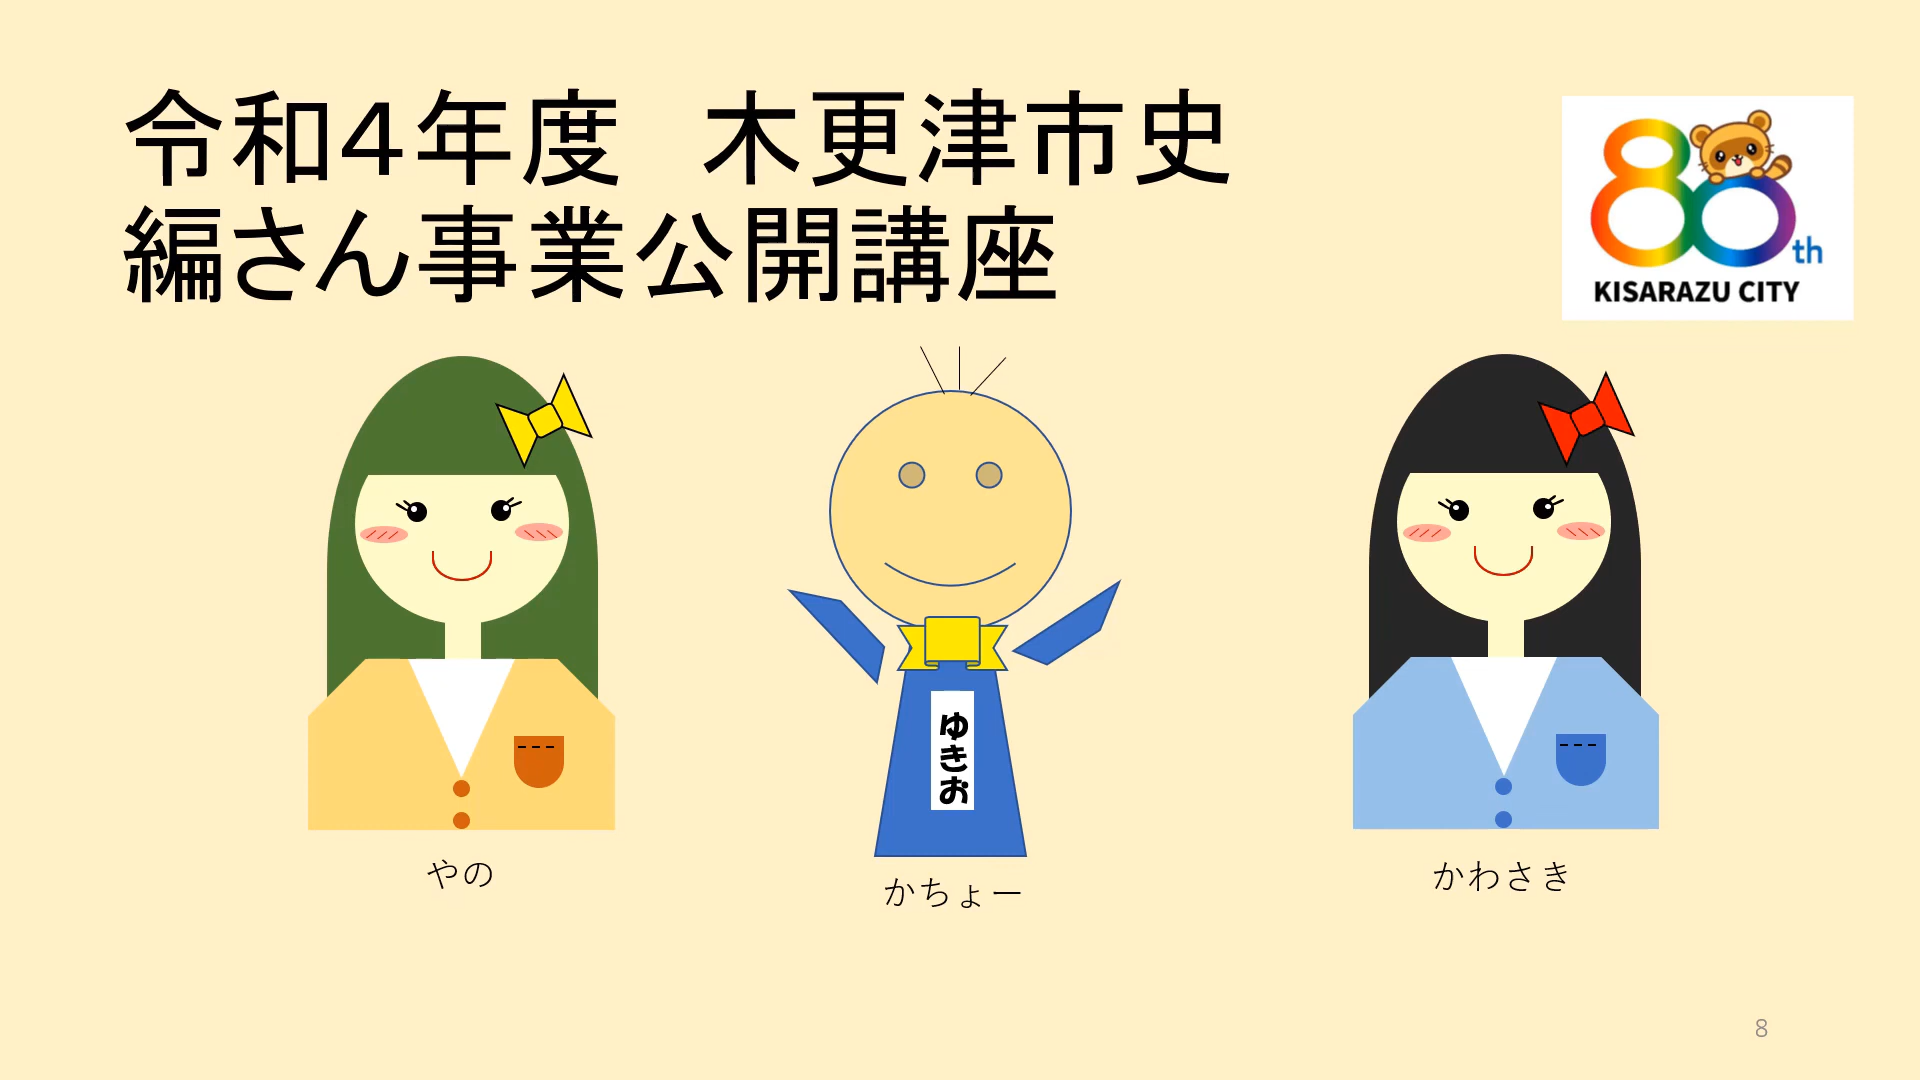 令和4年度　木更津市史
編さん事業公開講座
80th
KISARAZU CITY
ゆきお
やの
かちょー
かわさき
8